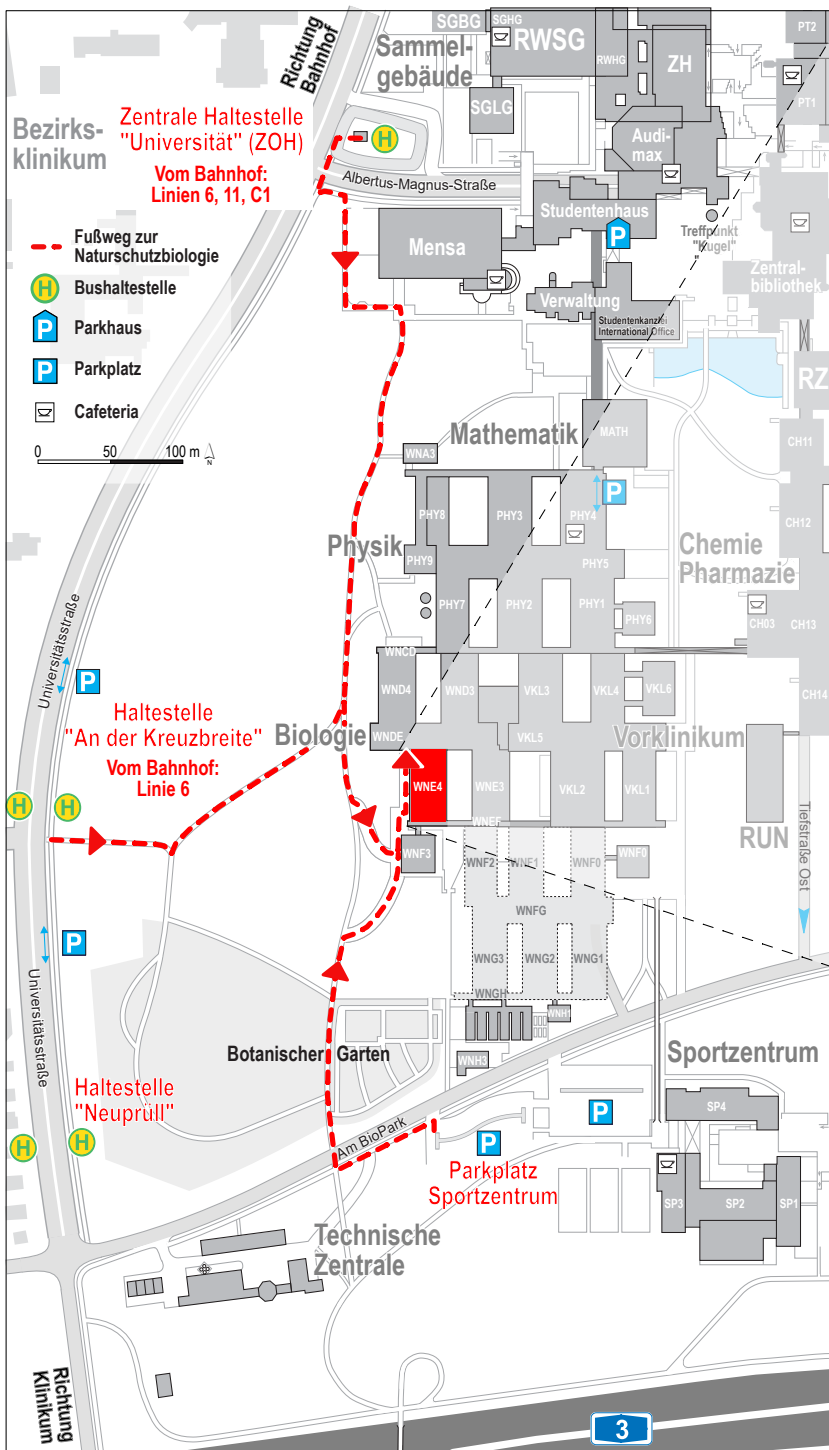 Richtung
Bahnhof
SGBG
SGHG
RWSG
RWHG
ZH
PT2
PT1
Sammel-
gebäude
SGLG
Audi-
max
Bezirks-
klinikum
Zentrale Haltestelle
"Universität" (ZOH)
H
Vom Bahnhof:
Linien 6, 11, C1
Albertus-Magnus-Straße
Studentenhaus
P
Treffpunkt
"Kugel"
"
Zentral-
bibliothek
Mensa
Verwaltung
Studentenkanzlei
International Office
Fußweg zur
Naturschutzbiologie
H
Bushaltestelle
P
Parkhaus
P
Parkplatz
Cafeteria
0 50 100 m
N
RZ
Mathematik
MATH
WNA3
CH11
P
PHY8
PHY3
PHY4
CH12
Physik
PHY9
PHY5
Chemie
Pharmazie
PHY7
PHY2
PHY1
PHY6
CH03
CH13
Universitätsstraße
P
WNCD
WND4
WND3
VKL3
VKL4
VKL6
CH14
Haltestelle
"An der Kreuzbreite"
Vom Bahnhof:
Linie 6
Biologie
WNDE
VKL5
Vorklinikum
WNE4
WNE3
VKL2
VKL1
H
H
WNEF
RUN
Tiefstraße Ost
WNF3
WNF2
WNF1
WNF0
WNF0
WNFG
P
WNG3
WNG2
WNG1
Universitätsstraße
WNGH
WNH1
Botanischer Garten
WNH3
Sportzentrum
Haltestelle
"Neuprüll"
H
H
Am BioPark
P
P
SP4
Parkplatz
Sportzentrum
SP3
SP2
SP1
Technische
Zentrale
Richtung
Klinikum
3